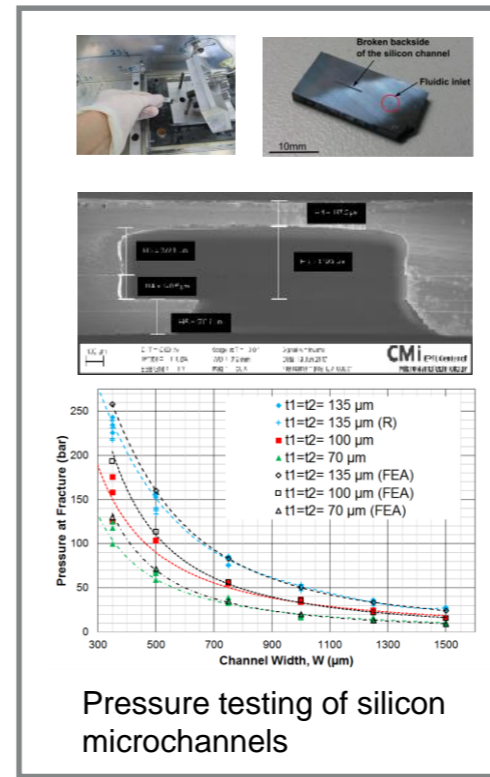 Broken backside
of the silicon channel
Fluidic inlet
10mm
CMi
Pressure at Fracture (bar)
250
200
150
100
50
0
t1=t2= 135 µm
t1=t2= 135 µm (R)
t1=t2= 100 µm
t1=t2= 70 µm
t1=t2= 135 µm (FEA)
t1=t2= 100 µm (FEA)
t1=t2= 70 µm (FEA)
300 500 700 900 1100 1300 1500
Channel Width, W (µm)
Pressure testing of silicon
microchannels